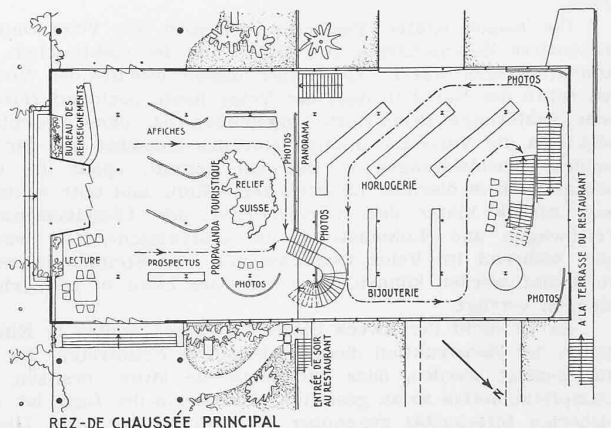 BUREAU DES
RENSEIGNEMENTS
AFFICHES
PROPAGANDA TOURISTIQUE
RELIEF
SUISSE
PHOTOS
PANORAMA
PHOTOS
HORLOGERIE
LECTURE
PROSPECTUS
PHOTOS
PHOTOS
BIJOUTERIE
PHOTOS
A LA TERRASSE DU RESTAURANT
ENTRÉE DE SOIR
AU RESTAURANT
N
REZ-DE CHAUSSÉE PRINCIPAL